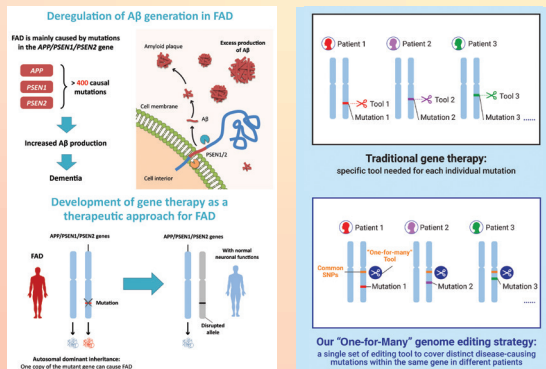 Deregulation of Aβ generation in FAD
FAD is mainly caused by mutations
in the APP/PSEN1/PSEN2 gene
APP
PSEN1
PSEN2
> 400 causal
mutations
Increased Aβ production
Dementia
Amyloid plaque
Excess production
of Aβ
Cell membrane
Aβ
PSEN1/2
Cell interior
Development of gene therapy as a
therapeutic approach for FAD
FAD
APP/PSEN1/PSEN2 genes
Mutation
APP/PSEN1/PSEN2 genes
With normal
neuronal functions
Disrupted
allele
Autosomal dominant inheritance:
One copy of the mutant gene can cause FAD
Patient 1
Patient 2
Patient 3
Tool 1
Tool 2
Tool 3
Mutation 1
Mutation 2
Mutation 3
......
Traditional gene therapy:
specific tool needed for each individual mutation
Patient 1
Patient 2
Patient 3
"One-for-many"
Tool
Common
SNPs
Mutation 1
Mutation 2
Mutation 3
......
Our "One-for-Many" genome editing strategy:
a single set of editing tool to cover distinct disease-causing
mutations within the same gene in different patients